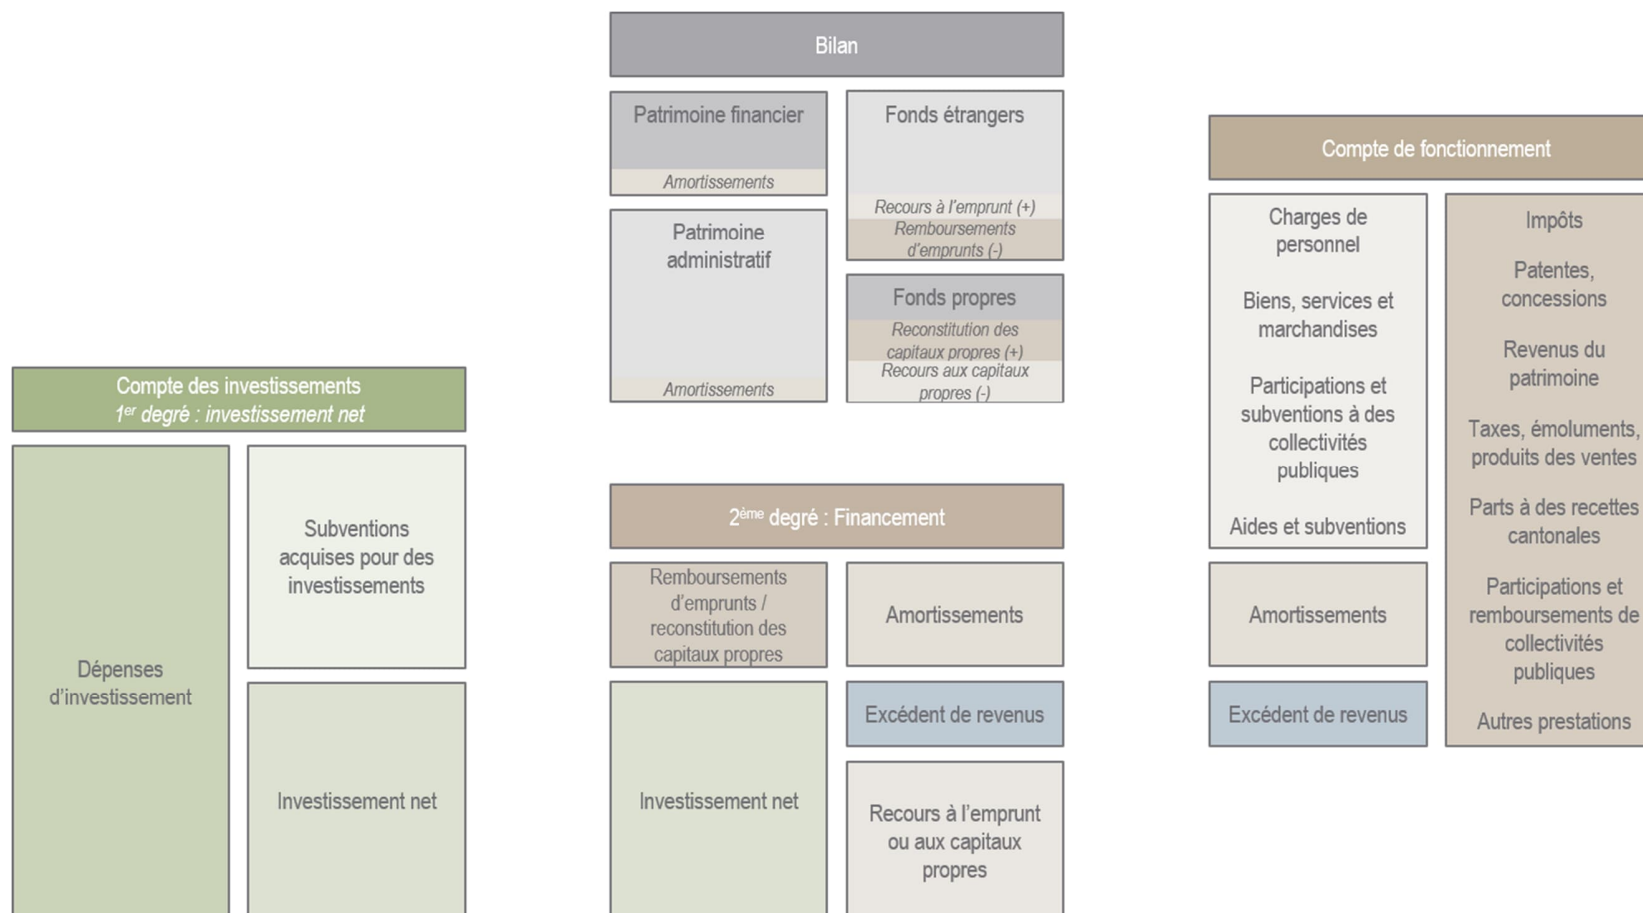 Bilan
Patrimoine financier
Amortissements
Patrimoine
administratif
Amortissements
Fonds étrangers
Recours à l'emprunt (+)
Remboursements
d'emprunts (-)
Fonds propres
Reconstitution des
capitaux propres (+)
Recours aux capitaux
propres (-)
Compte des investissements
1er degré : investissement net
Dépenses
d'investissement
Subventions
acquises pour des
investissements
Investissement net
2ème degré : Financement
Remboursements
d'emprunts /
reconstitution des
capitaux propres
Investissement net
Amortissements
Excédent de revenus
Recours à l'emprunt
ou aux capitaux
propres
Compte de fonctionnement
Charges de
personnel
Biens, services et
marchandises
Participations et
subventions à des
collectivités
publiques
Aides et subventions
Amortissements
Excédent de revenus
Impôts
Patentes,
concessions
Revenus du
patrimoine
Taxes, émoluments,
produits des ventes
Parts à des recettes
cantonales
Participations et
remboursements de
collectivités
publiques
Autres prestations